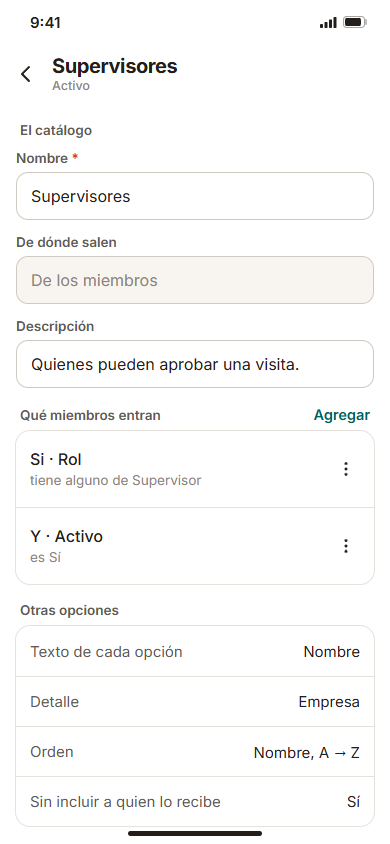 9:41
Supervisores
Activo
El catálogo
Nombre *
Supervisores
De dónde salen
De los miembros
Descripción
Quienes pueden aprobar una visita.
Qué miembros entran
Agregar
Si · Rol
tiene alguno de Supervisor
Y · Activo
es Sí
Otras opciones
Texto de cada opción
Nombre
Detalle
Empresa
Orden
Nombre, A → Z
Sin incluir a quien lo recibe
Sí